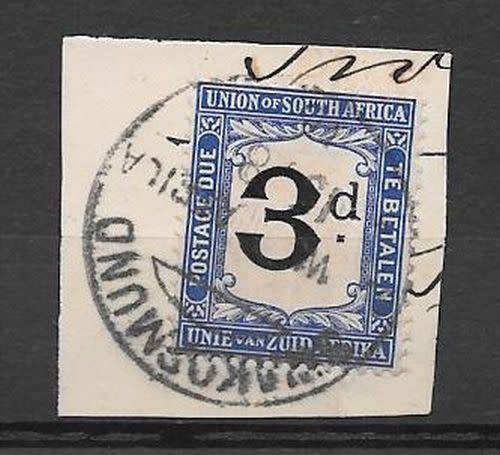 UNION OF SOUTH AFRICA
POSTAGE DUE
3d.
TE BETALEN
UNIE VAN ZUID AFRIKA
SWAKOPMUND